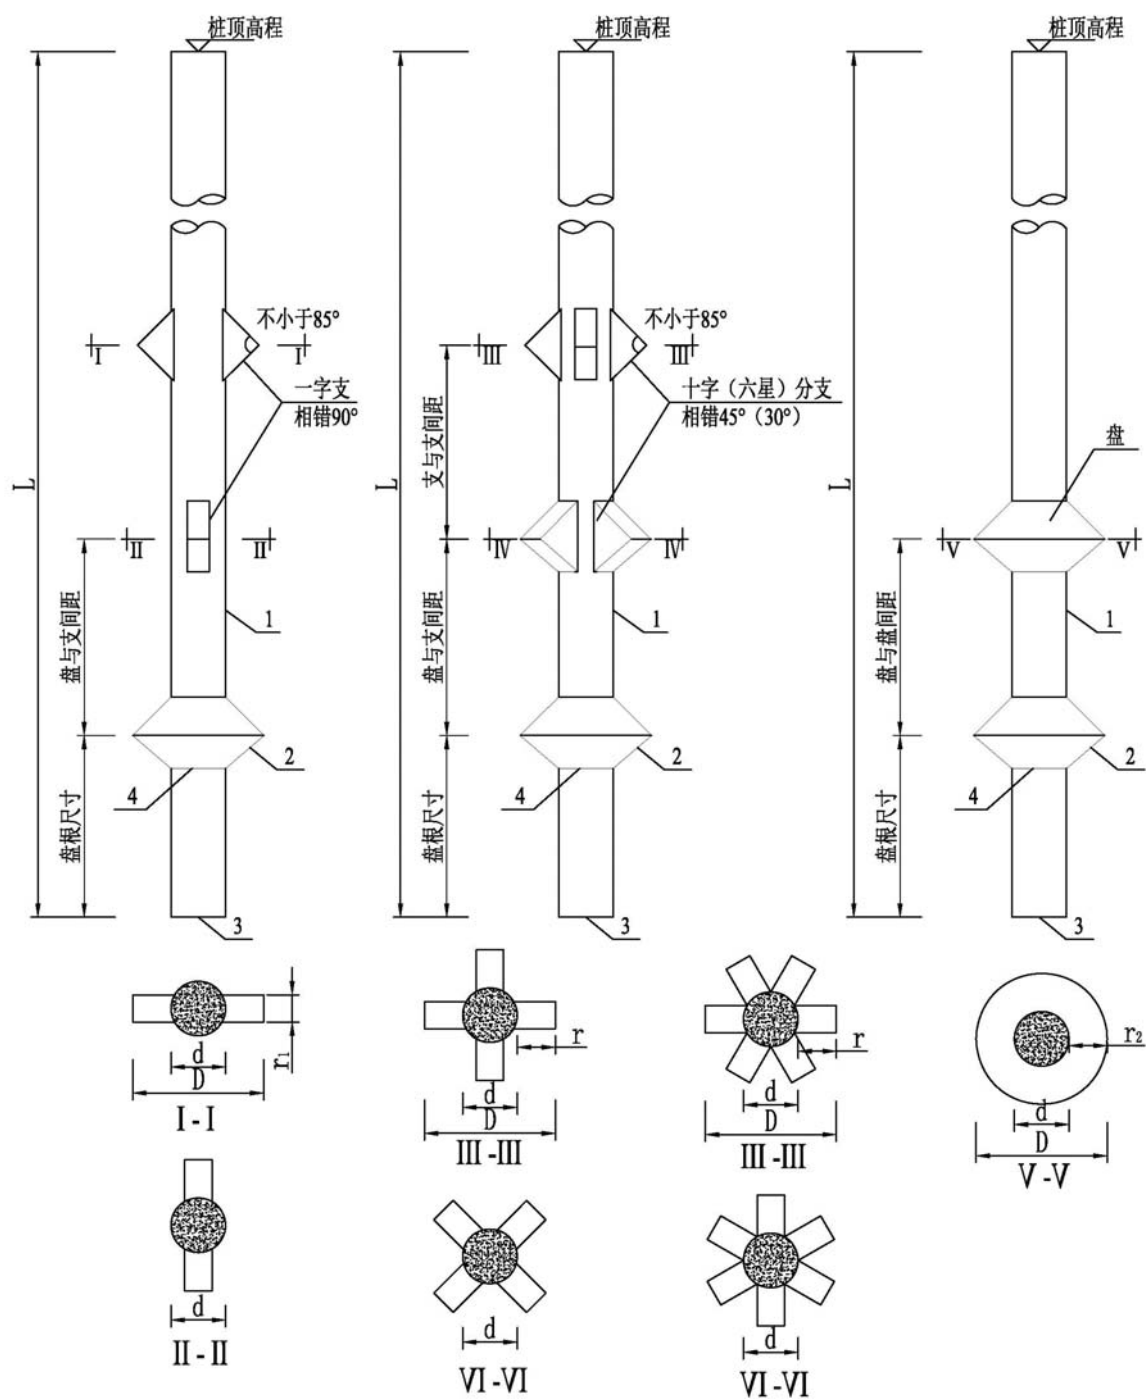 桩顶高程
桩顶高程
桩顶高程
不小于85°
不小于85°
I
I
III
III
一字支
相错90°
十字（六星）分支
相错45°（30°）
支与支间距
盘
L
L
L
II
II
IV
IV
V
V
盘与支间距
盘与支间距
盘与盘间距
1
1
1
2
2
2
4
4
4
盘根尺寸
盘根尺寸
盘根尺寸
3
3
3
d
D
r₁
I - I
r
d
D
III -III
r
d
D
III -III
r₂
d
D
V -V
d
II - II
d
VI -VI
d
VI -VI